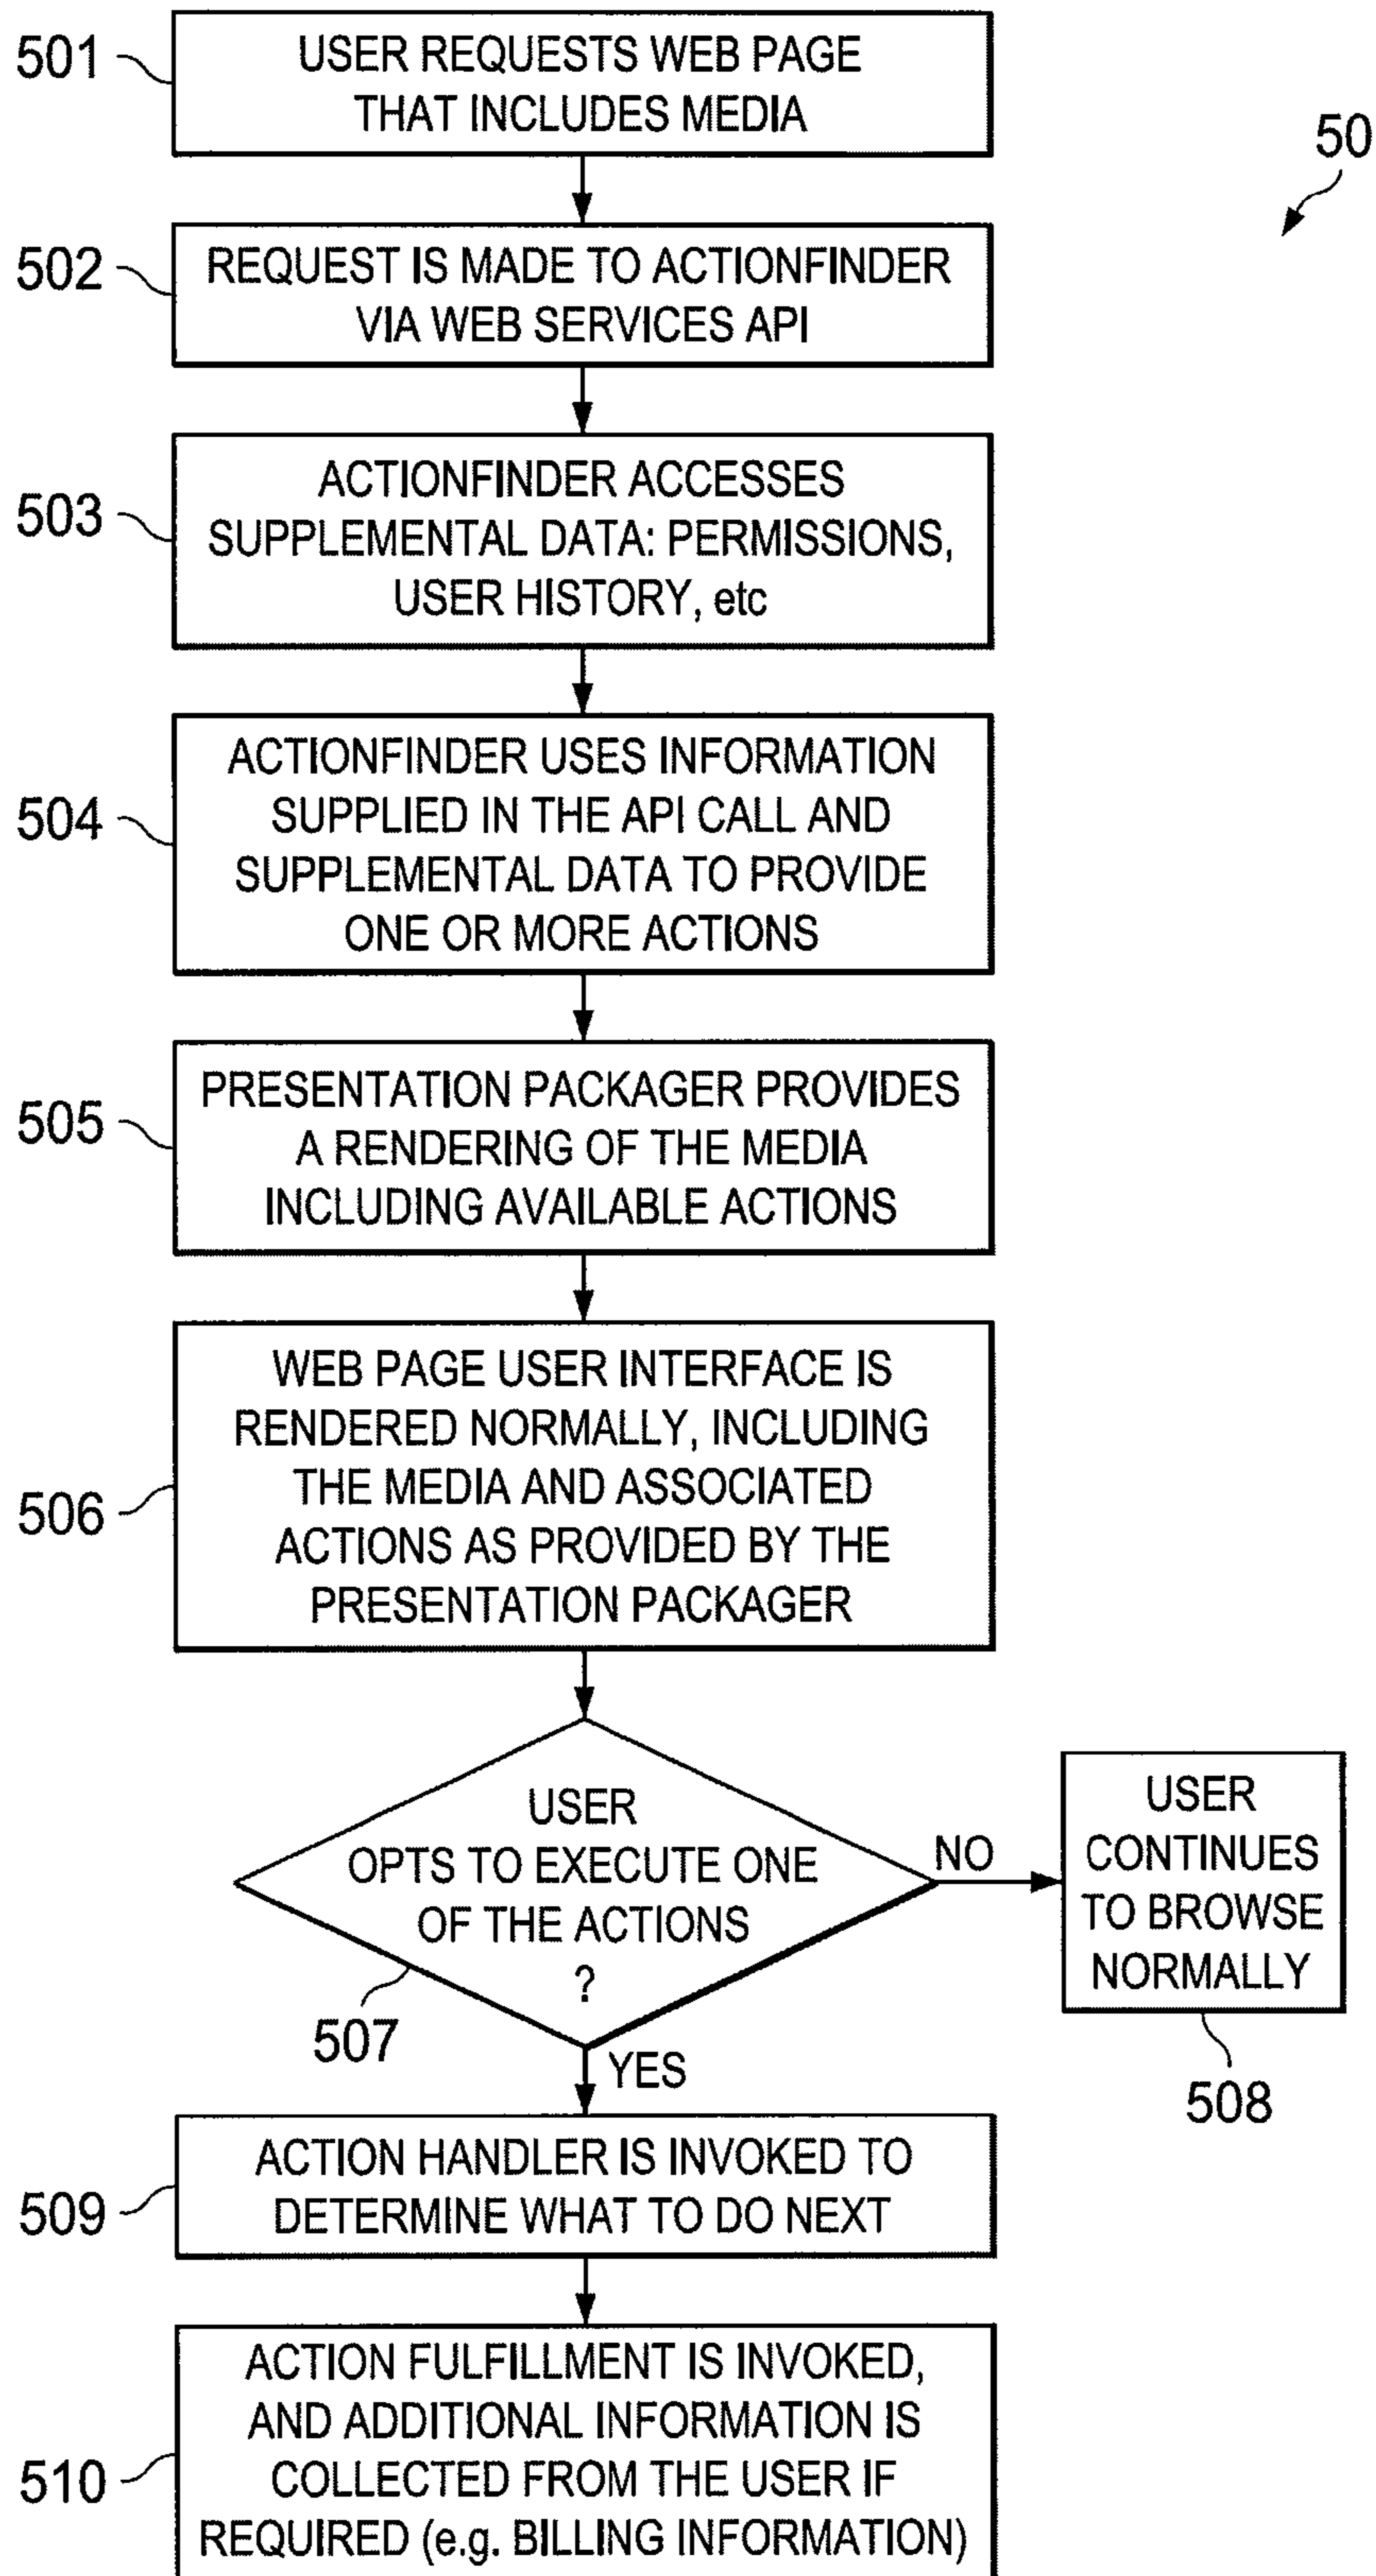 501
USER REQUESTS WEB PAGE
THAT INCLUDES MEDIA
50
502
REQUEST IS MADE TO ACTIONFINDER
VIA WEB SERVICES API
503
ACTIONFINDER ACCESSES
SUPPLEMENTAL DATA: PERMISSIONS,
USER HISTORY, etc
504
ACTIONFINDER USES INFORMATION
SUPPLIED IN THE API CALL AND
SUPPLEMENTAL DATA TO PROVIDE
ONE OR MORE ACTIONS
505
PRESENTATION PACKAGER PROVIDES
A RENDERING OF THE MEDIA
INCLUDING AVAILABLE ACTIONS
506
WEB PAGE USER INTERFACE IS
RENDERED NORMALLY, INCLUDING
THE MEDIA AND ASSOCIATED
ACTIONS AS PROVIDED BY THE
PRESENTATION PACKAGER
USER
OPTS TO EXECUTE ONE
OF THE ACTIONS
?
507
NO
USER
CONTINUES
TO BROWSE
NORMALLY
508
YES
509
ACTION HANDLER IS INVOKED TO
DETERMINE WHAT TO DO NEXT
510
ACTION FULFILLMENT IS INVOKED,
AND ADDITIONAL INFORMATION IS
COLLECTED FROM THE USER IF
REQUIRED (e.g. BILLING INFORMATION)